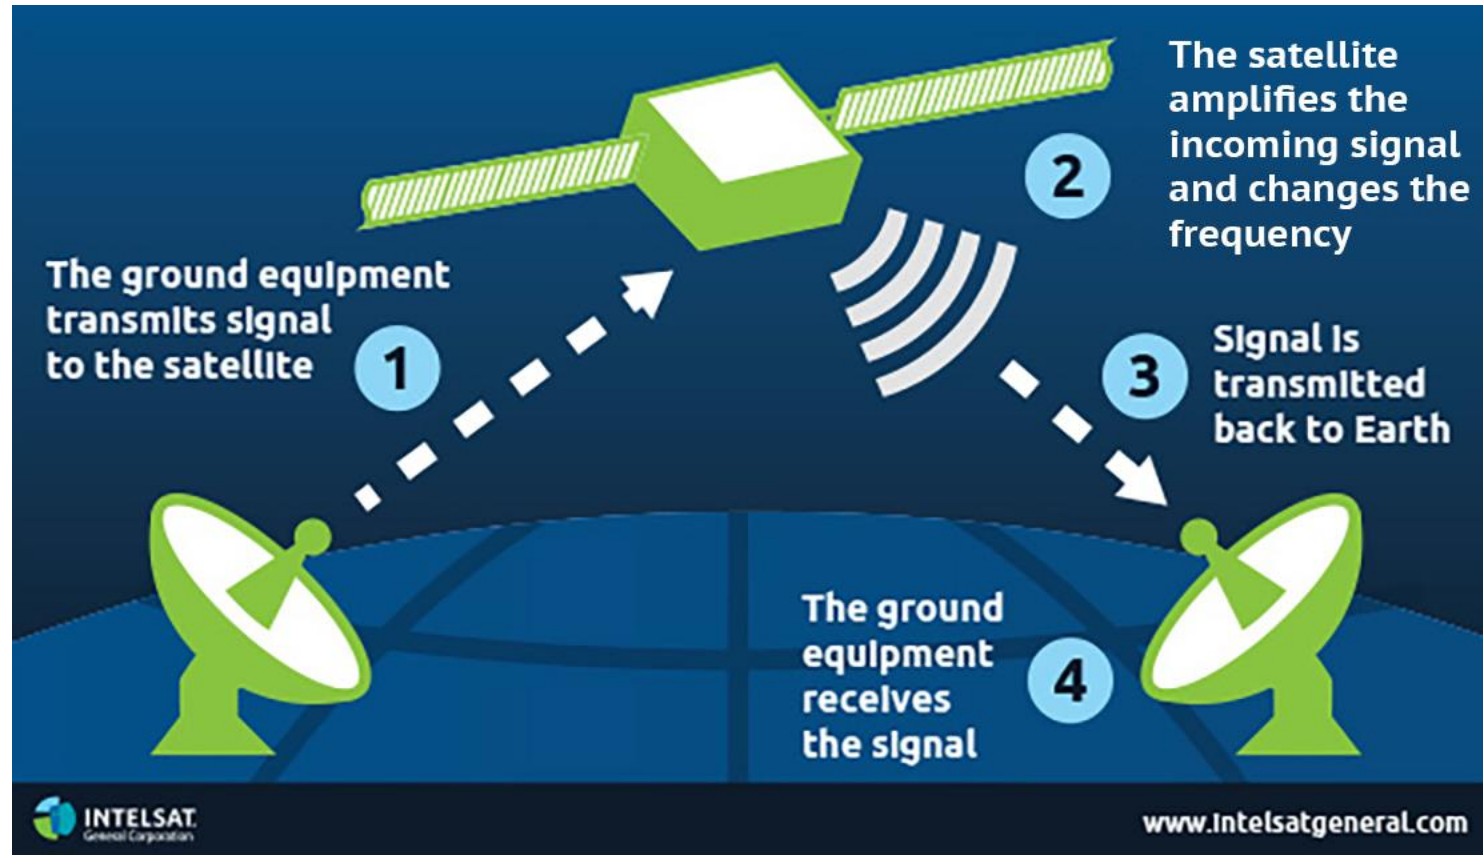 The ground equipment
transmits signal
to the satellite
1
2
The satellite
amplifies the
incoming signal
and changes the
frequency
3
Signal is
transmitted
back to Earth
The ground
equipment
receives
the signal
4
INTELSAT
General Corporation
www.intelsatgeneral.com